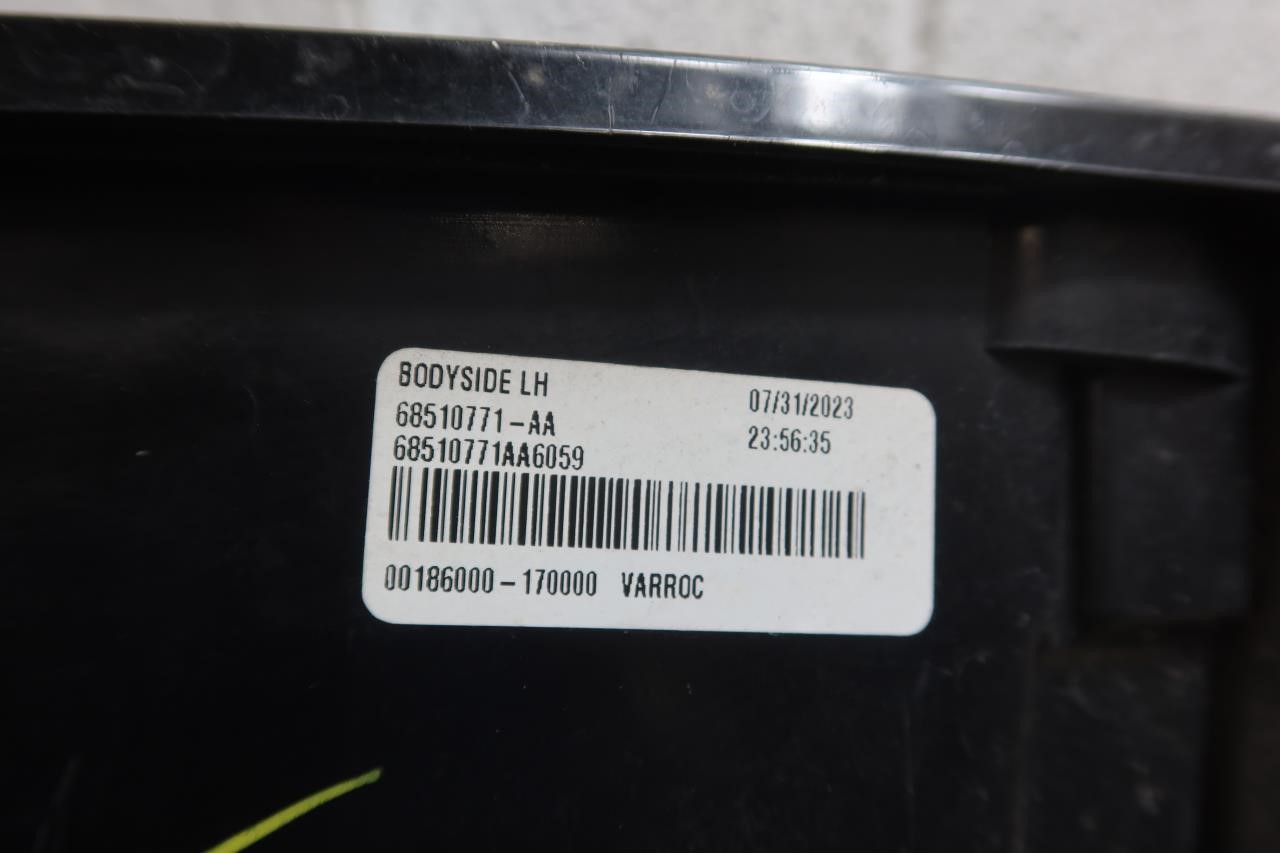 BODYSIDE LH
07/31/2023
68510771-AA
23:56:35
68510771AA6059
00186000-170000 VARROC